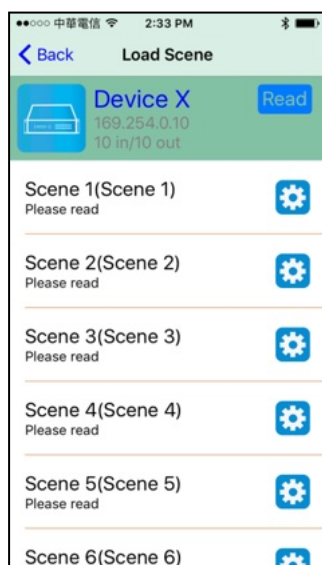 中華電信 2:33 PM
Back Load Scene
Device X Read
169.254.0.10
10 in/10 out
Scene 1(Scene 1)
Please read
Scene 2(Scene 2)
Please read
Scene 3(Scene 3)
Please read
Scene 4(Scene 4)
Please read
Scene 5(Scene 5)
Please read
Scene 6(Scene 6)